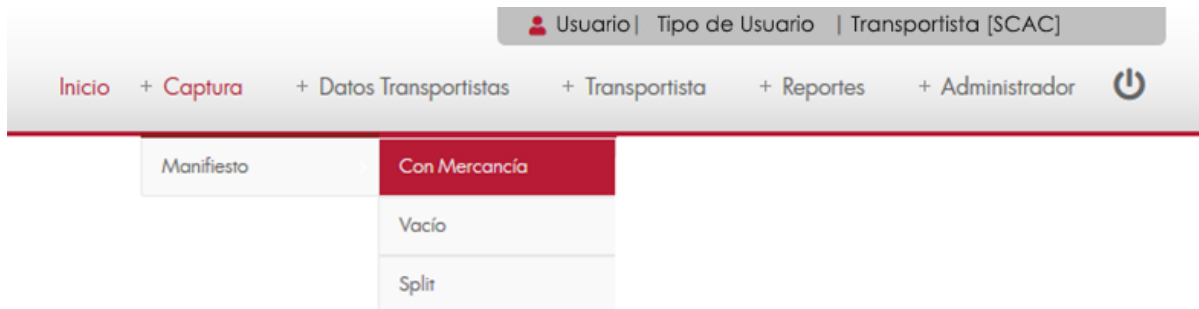 Usuario| Tipo de Usuario | Transportista [SCAC]
Inicio + Captura + Datos Transportistas + Transportista + Reportes + Administrador
Manifiesto Con Mercancía
Vacío
Split